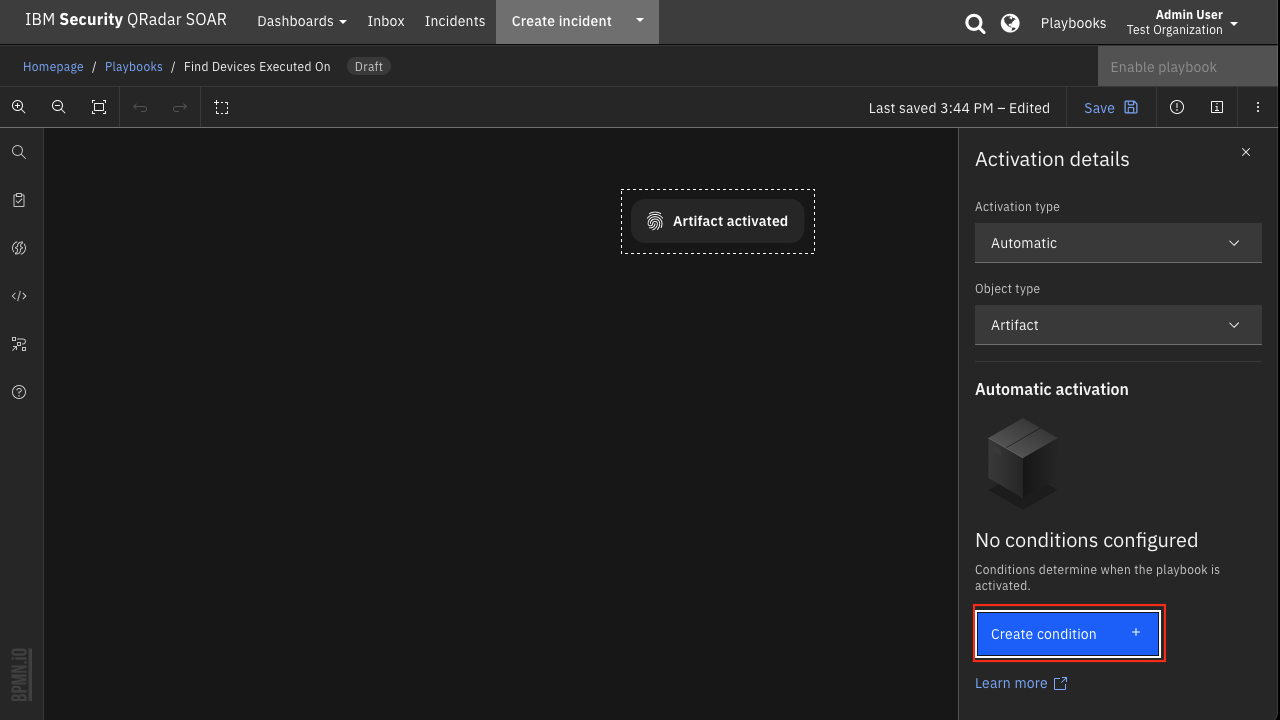 IBM Security QRadar SOAR
Dashboards
Inbox
Incidents
Create incident
Playbooks
Admin User
Test Organization
Homepage / Playbooks / Find Devices Executed On
Draft
Enable playbook
Last saved 3:44 PM – Edited
Save
Artifact activated
Activation details
Activation type
Automatic
Object type
Artifact
Automatic activation
No conditions configured
Conditions determine when the playbook is
activated.
Create condition +
Learn more
BPMN.iO